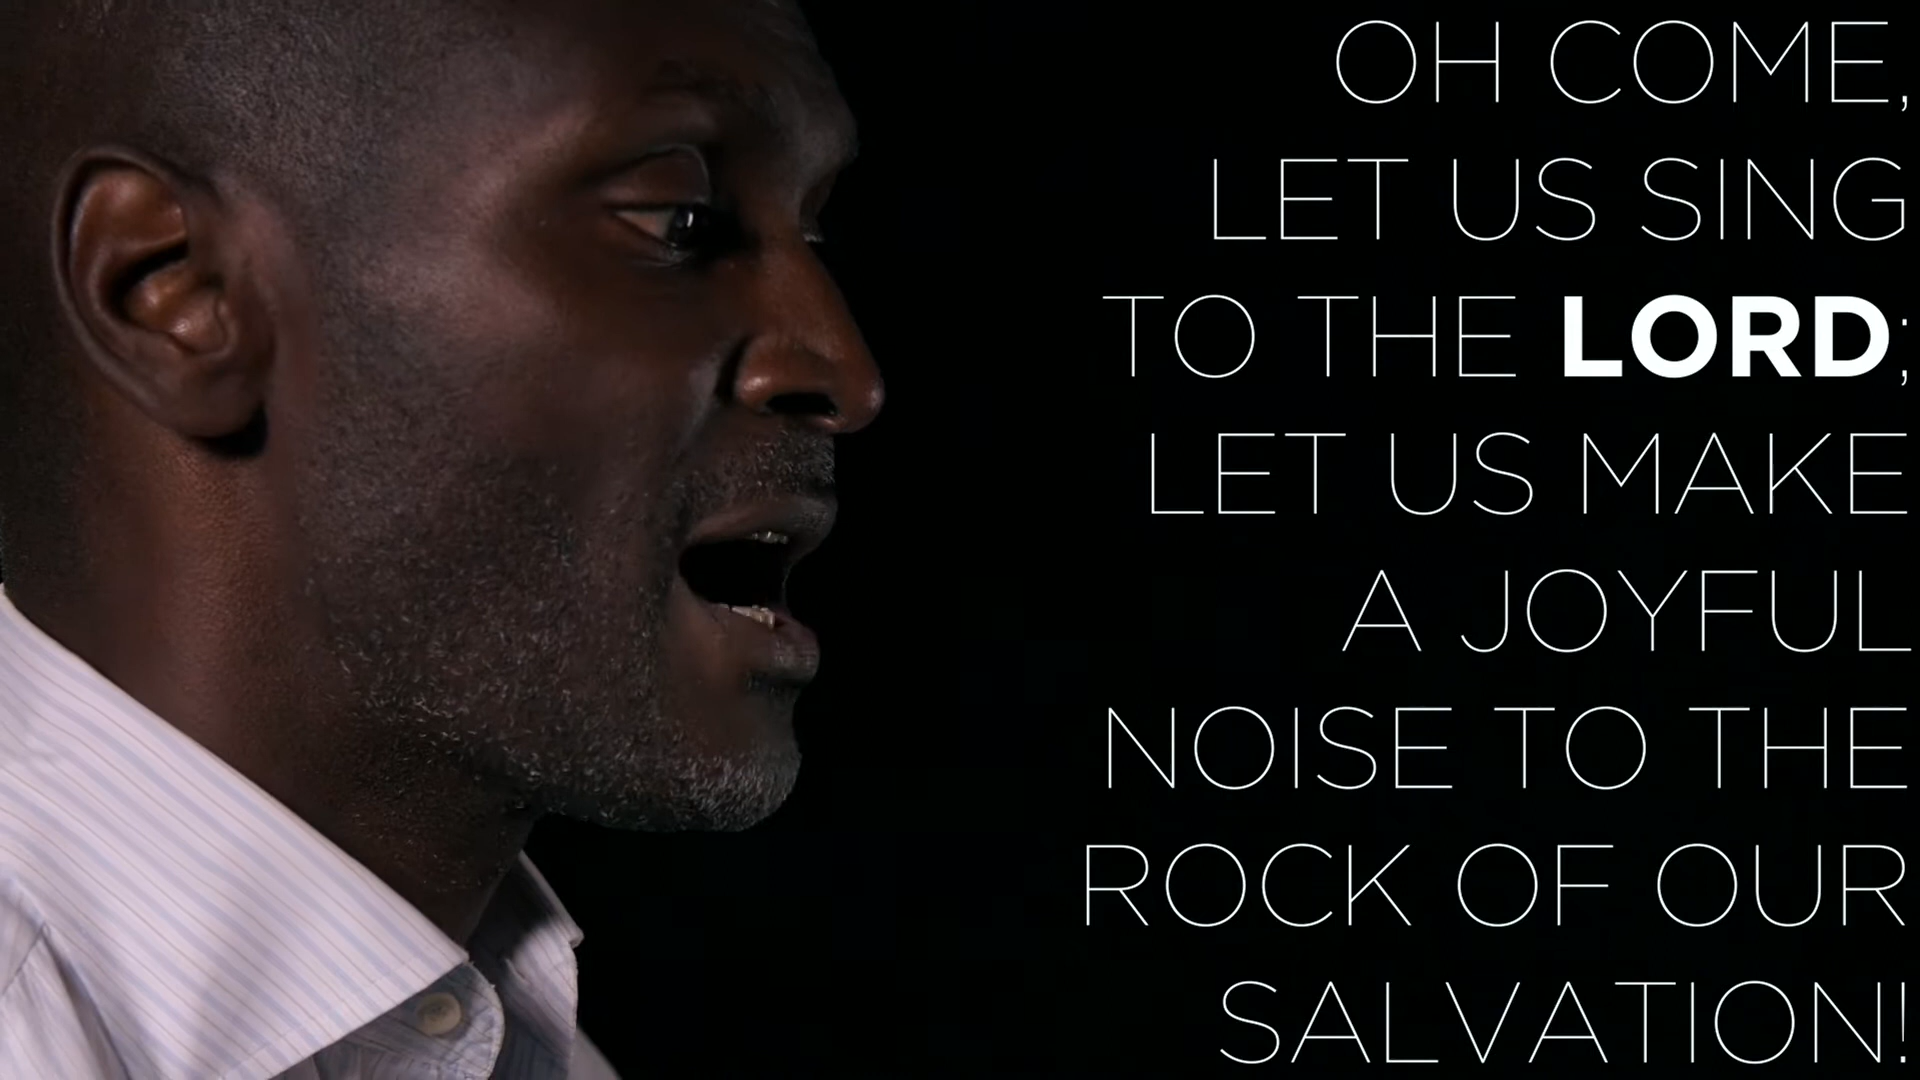 OH COME,
LET US SING
TO THE LORD;
LET US MAKE
A JOYFUL
NOISE TO THE
ROCK OF OUR
SALVATION!